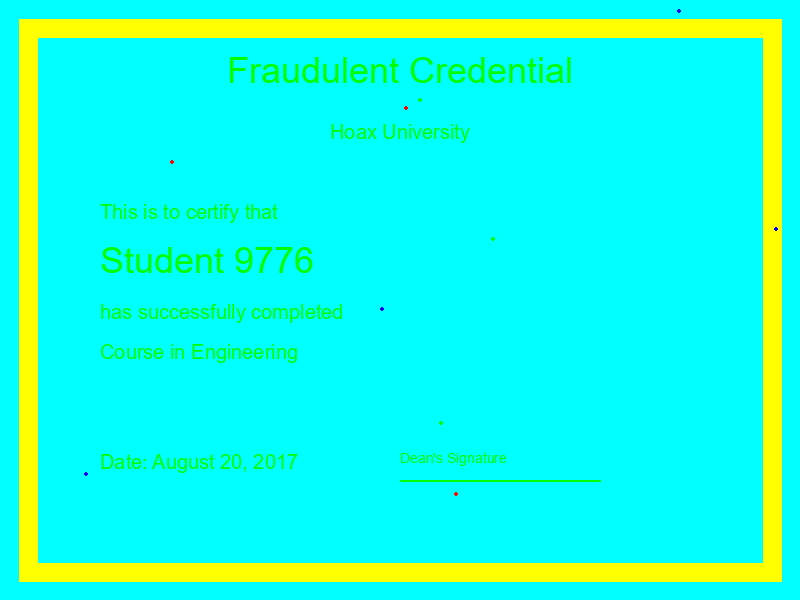 Fraudulent Credential
Hoax University
This is to certify that
Student 9776
has successfully completed
Course in Engineering
Date: August 20, 2017
Dean's Signature